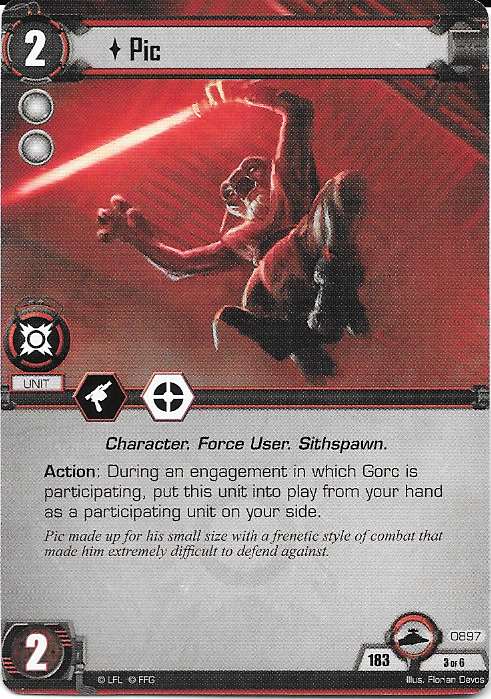 2
Pic
UNIT
Character. Force User. Sithspawn.
Action: During an engagement in which Gorc is
participating, put this unit into play from your hand
as a participating unit on your side.
Pic made up for his small size with a frenetic style of combat that
made him extremely difficult to defend against.
2
0897
183
3 OF 6
© LFL © FFG
Illus. Florian Devos